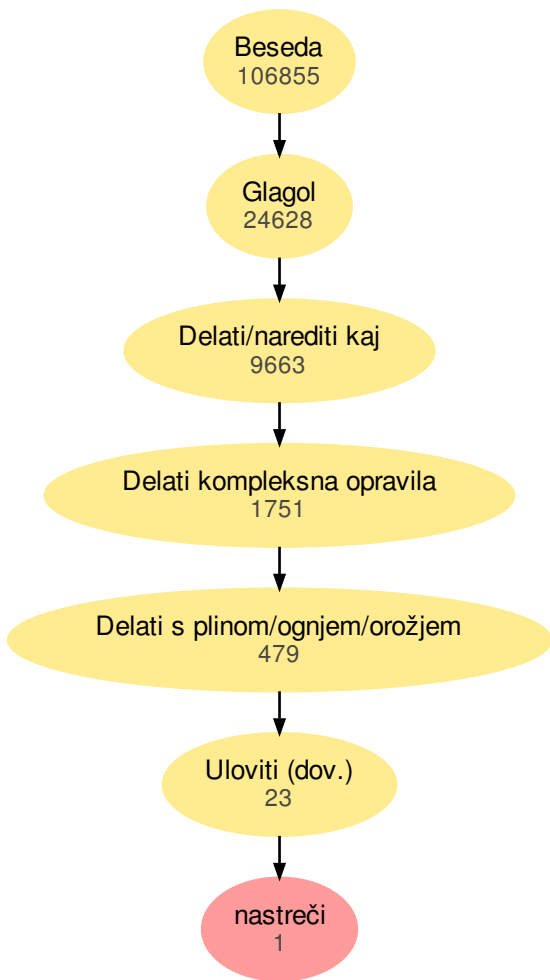 Beseda
106855
Glagol
24628
Delati/narediti kaj
9663
Delati kompleksna opravila
1751
Delati s plinom/ognjem/orožjem
479
Uloviti (dov.)
23
nastreči
1